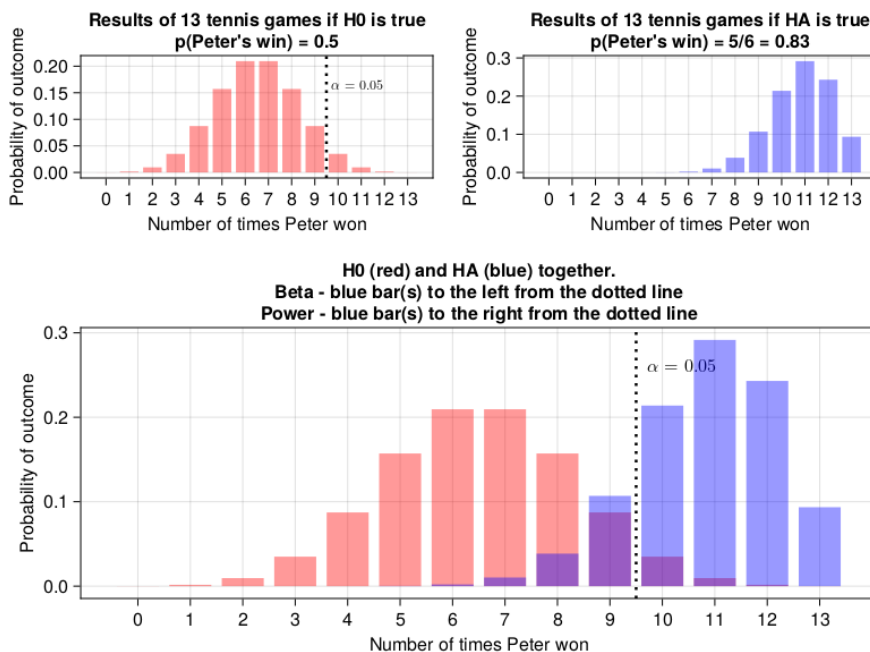 Results of 13 tennis games if H0 is true
p(Peter's win) = 0.5
Probability of outcome
0.20
0.15
0.10
0.05
0.00
α = 0.05
0 1 2 3 4 5 6 7 8 9 10 11 12 13
Number of times Peter won
Results of 13 tennis games if HA is true
p(Peter's win) = 5/6 = 0.83
Probability of outcome
0.3
0.2
0.1
0.0
0 1 2 3 4 5 6 7 8 9 10 11 12 13
Number of times Peter won
H0 (red) and HA (blue) together.
Beta - blue bar(s) to the left from the dotted line
Power - blue bar(s) to the right from the dotted line
Probability of outcome
0.3
0.2
0.1
0.0
α = 0.05
0 1 2 3 4 5 6 7 8 9 10 11 12 13
Number of times Peter won